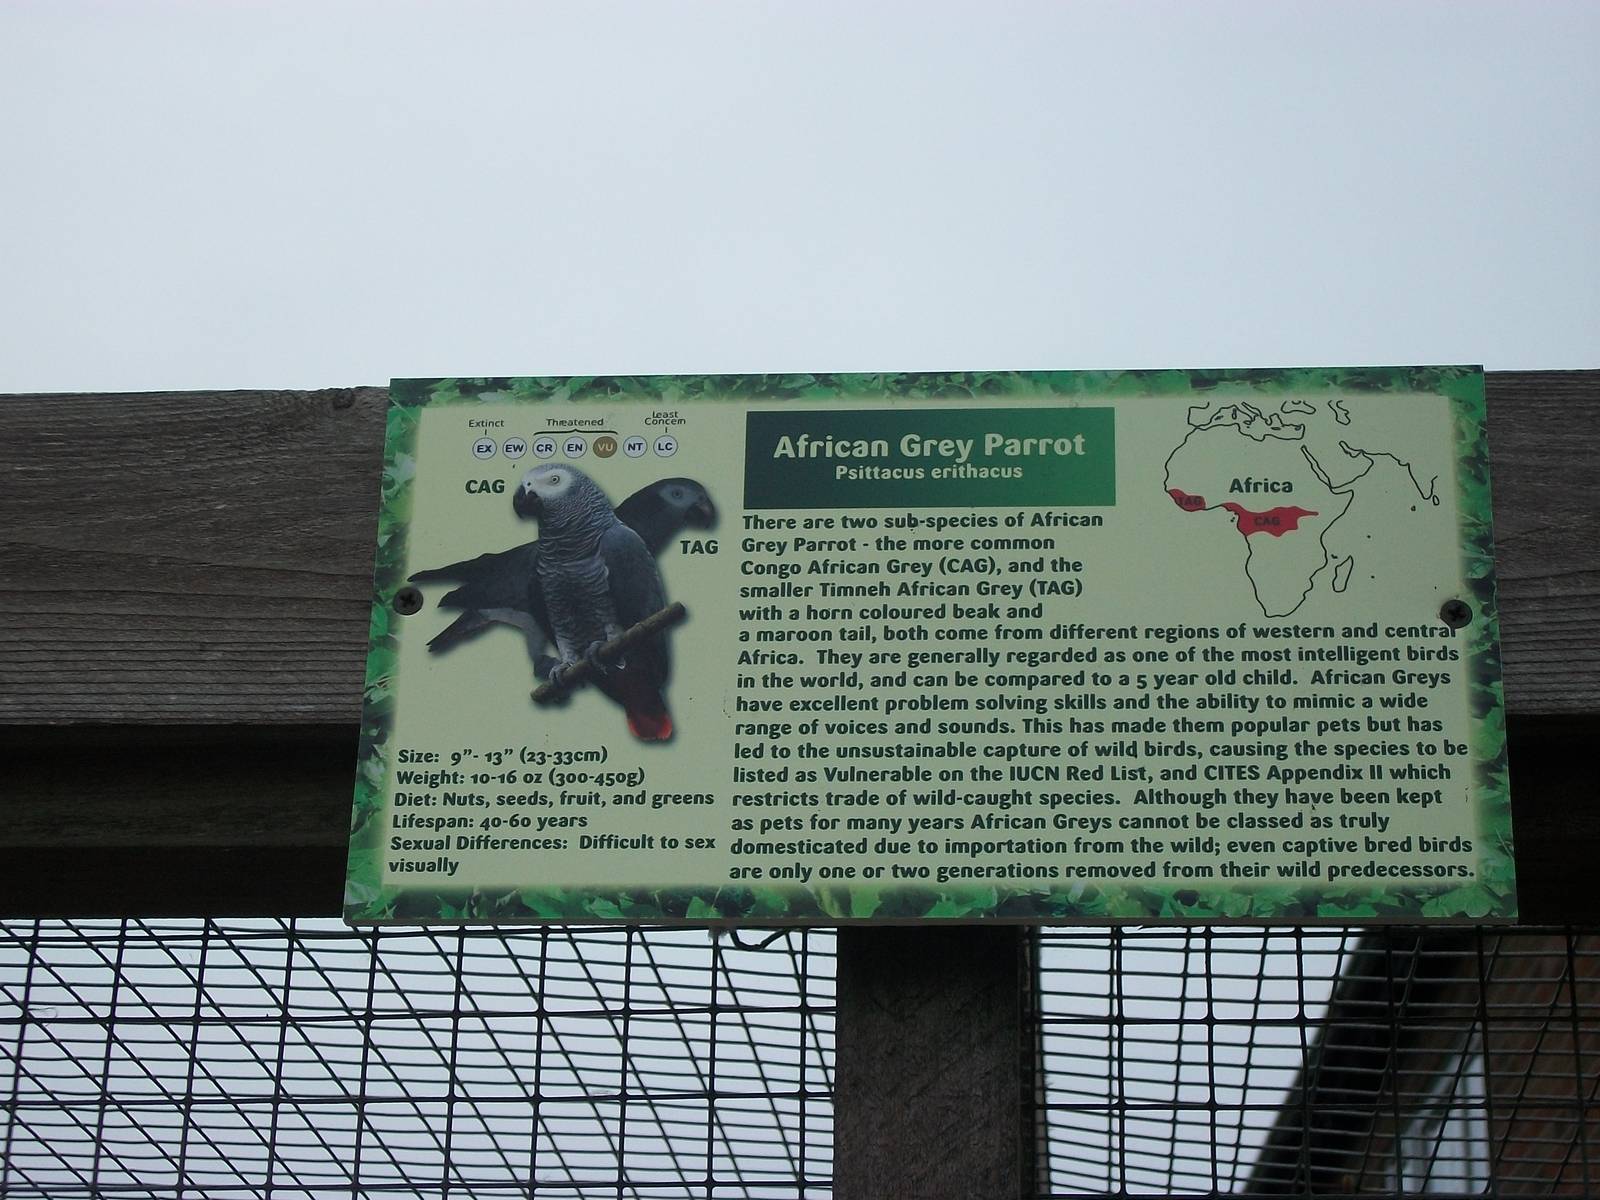 Extinct Threatened Least Concern
EX EW CR EN VU NT LC
CAG
TAG
Size: 9"- 13" (23-33cm)
Weight: 10-16 oz (300-450g)
Diet: Nuts, seeds, fruit, and greens
Lifespan: 40-60 years
Sexual Differences: Difficult to sex
visually
African Grey Parrot
Psittacus erithacus
There are two sub-species of African
Grey Parrot - the more common
Congo African Grey (CAG), and the
smaller Timneh African Grey (TAG)
with a horn coloured beak and
a maroon tail, both come from different regions of western and central
Africa. They are generally regarded as one of the most intelligent birds
in the world, and can be compared to a 5 year old child. African Greys
have excellent problem solving skills and the ability to mimic a wide
range of voices and sounds. This has made them popular pets but has
led to the unsustainable capture of wild birds, causing the species to be
listed as Vulnerable on the IUCN Red List, and CITES Appendix II which
restricts trade of wild-caught species. Although they have been kept
as pets for many years African Greys cannot be classed as truly
domesticated due to importation from the wild; even captive bred birds
are only one or two generations removed from their wild predecessors.
Africa
TAG
CAG